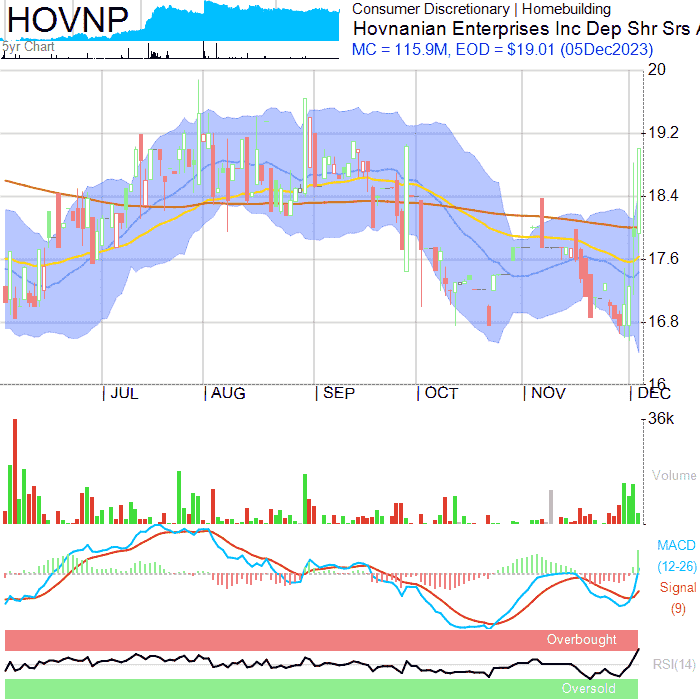 HOVNP
Consumer Discretionary | Homebuilding
Hovnanian Enterprises Inc Dep Shr Srs A
MC = 115.9M, EOD = $19.01 (05Dec2023)
5yr Chart
20
19.2
18.4
17.6
16.8
16
JUL AUG SEP OCT NOV DEC
36k
Volume
MACD
(12-26)
Signal
(9)
Overbought
RSI(14)
Oversold